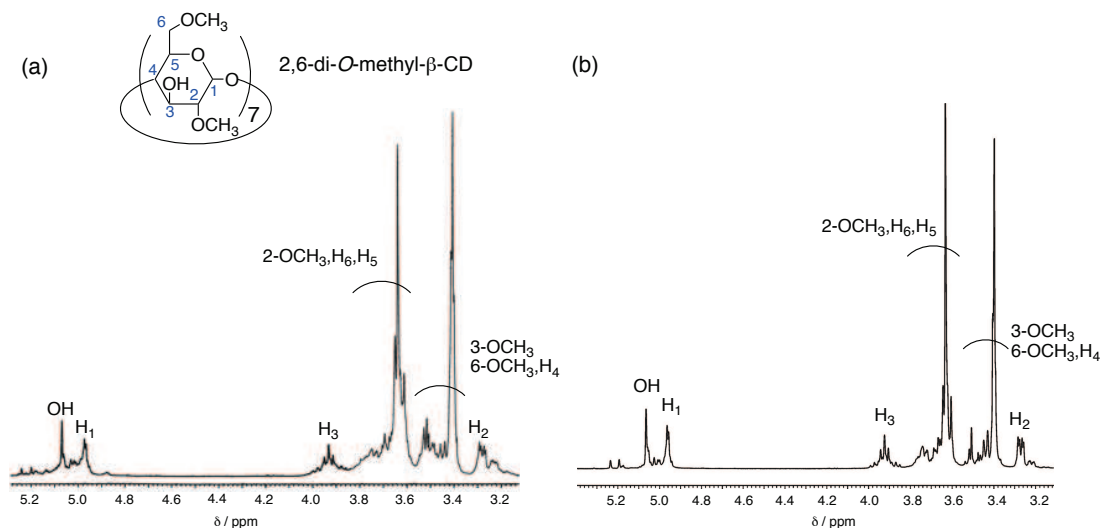 (a)
6
OCH₃
5
O
4
OH
1
O
2
3
OCH₃
7
2,6-di-O-methyl-β-CD
2-OCH₃,H₆,H₅
3-OCH₃
6-OCH₃,H₄
OH
H₁
H₃
H₂
5.2 5.0 4.8 4.6 4.4 4.2 4.0 3.8 3.6 3.4 3.2
δ / ppm
(b)
2-OCH₃,H₆,H₅
3-OCH₃
6-OCH₃,H₄
OH
H₁
H₃
H₂
5.2 5.0 4.8 4.6 4.4 4.2 4.0 3.8 3.6 3.4 3.2
δ / ppm